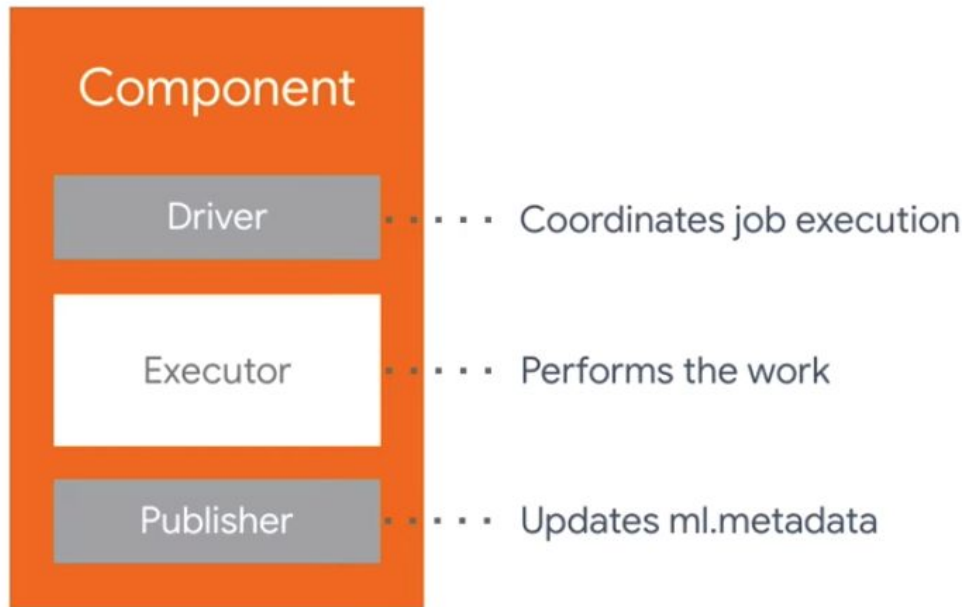 Component
Driver
Coordinates job execution
Executor
Performs the work
Publisher
Updates ml.metadata